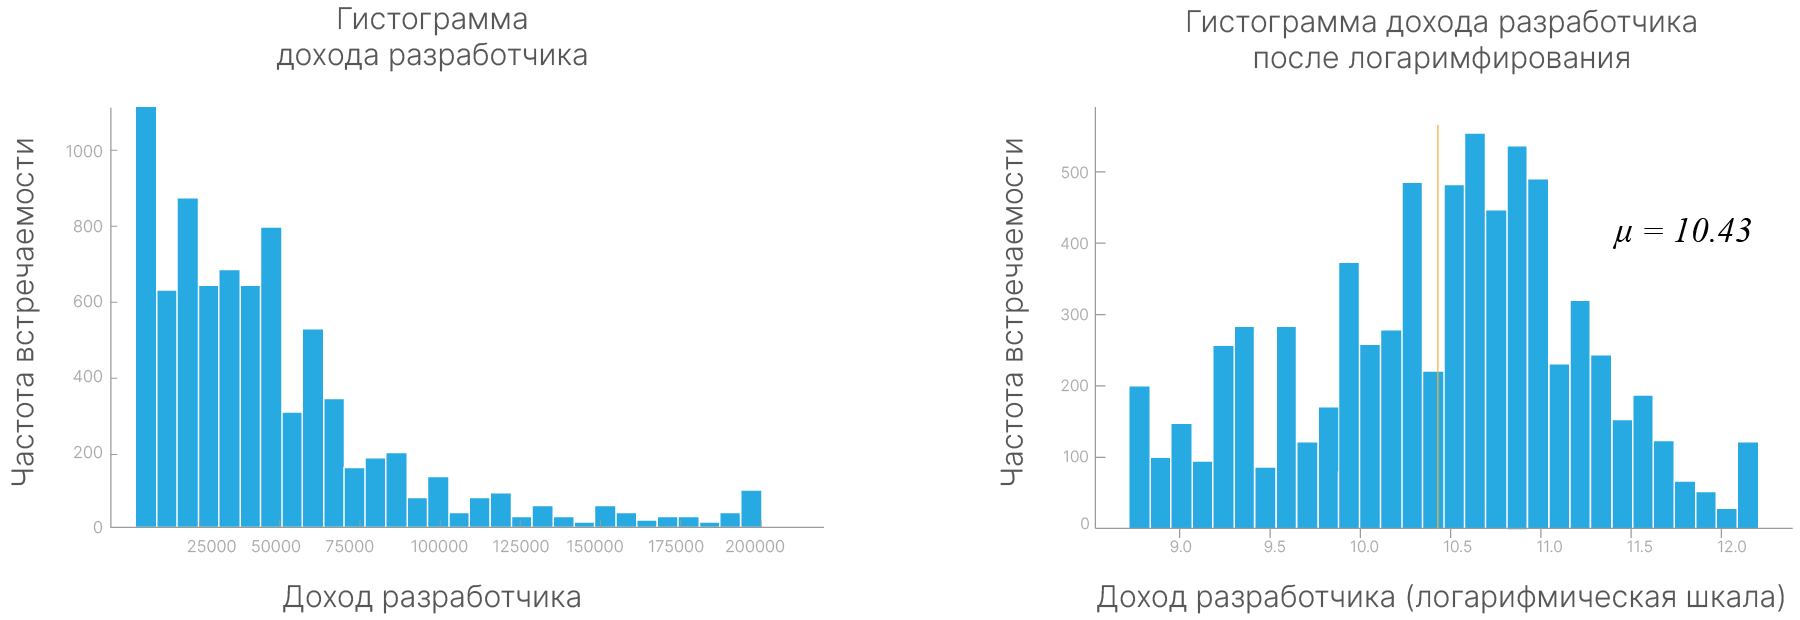 Гистограмма
дохода разработчика
Частота встречаемости
1000
800
600
400
200
0
25000 50000 75000 100000 125000 150000 175000 200000
Доход разработчика
Гистограмма дохода разработчика
после логаримфирования
Частота встречаемости
500
400
300
200
100
0
μ = 10.43
9.0 9.5 10.0 10.5 11.0 11.5 12.0
Доход разработчика (логарифмическая шкала)